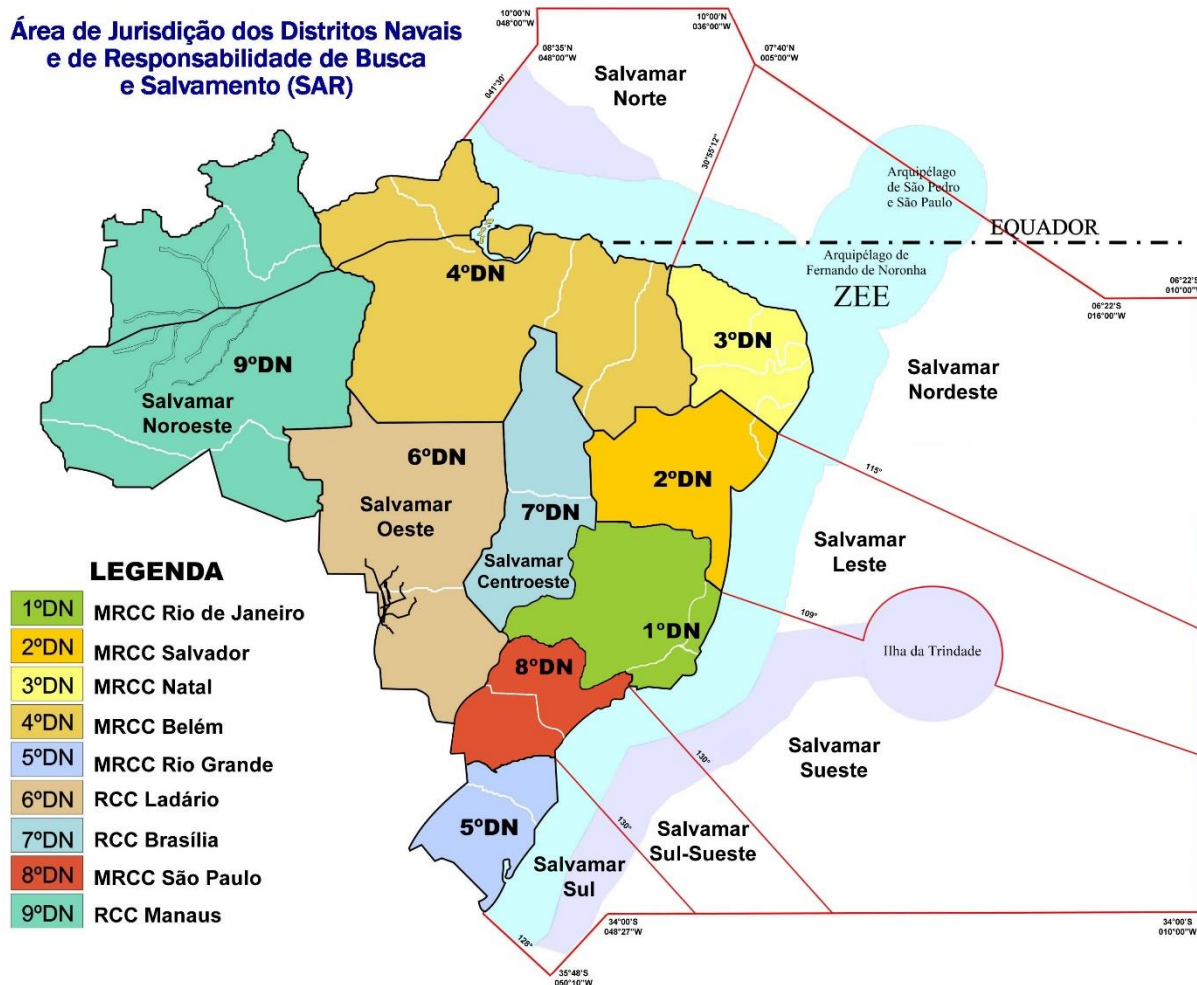 Área de Jurisdição dos Distritos Navais
e de Responsabilidade de Busca
e Salvamento (SAR)
10°00'N
048°00''W
10°00'N
036°00''W
08°35'N
048°00''W
07°40'
005°00''W
041°30'
30°55'12''
Salvamar
Norte
Arquipélago
de São Pedro
e São Paulo
EQUADOR
Arquipélago de
Fernando de Noronha
ZEE
06°22''S
010°00''W
06°22''S
016°00''W
4ºDN
3ºDN
9ºDN
Salvamar
Noroeste
Salvamar
Nordeste
6ºDN
Salvamar
Oeste
2ºDN
115°
7ºDN
Salvamar
Centroeste
Salvamar
Leste
109°
Ilha da Trindade
1ºDN
8ºDN
130°
Salvamar
Sueste
5ºDN
130°
Salvamar
Sul-Sueste
Salvamar
Sul
128°
34°00'S
048°27''W
34°00'S
010°00''W
35°48'S
050°10''W
LEGENDA
1ºDN MRCC Rio de Janeiro
2ºDN MRCC Salvador
3ºDN MRCC Natal
4ºDN MRCC Belém
5ºDN MRCC Rio Grande
6ºDN RCC Ladário
7ºDN RCC Brasília
8ºDN MRCC São Paulo
9ºDN RCC Manaus